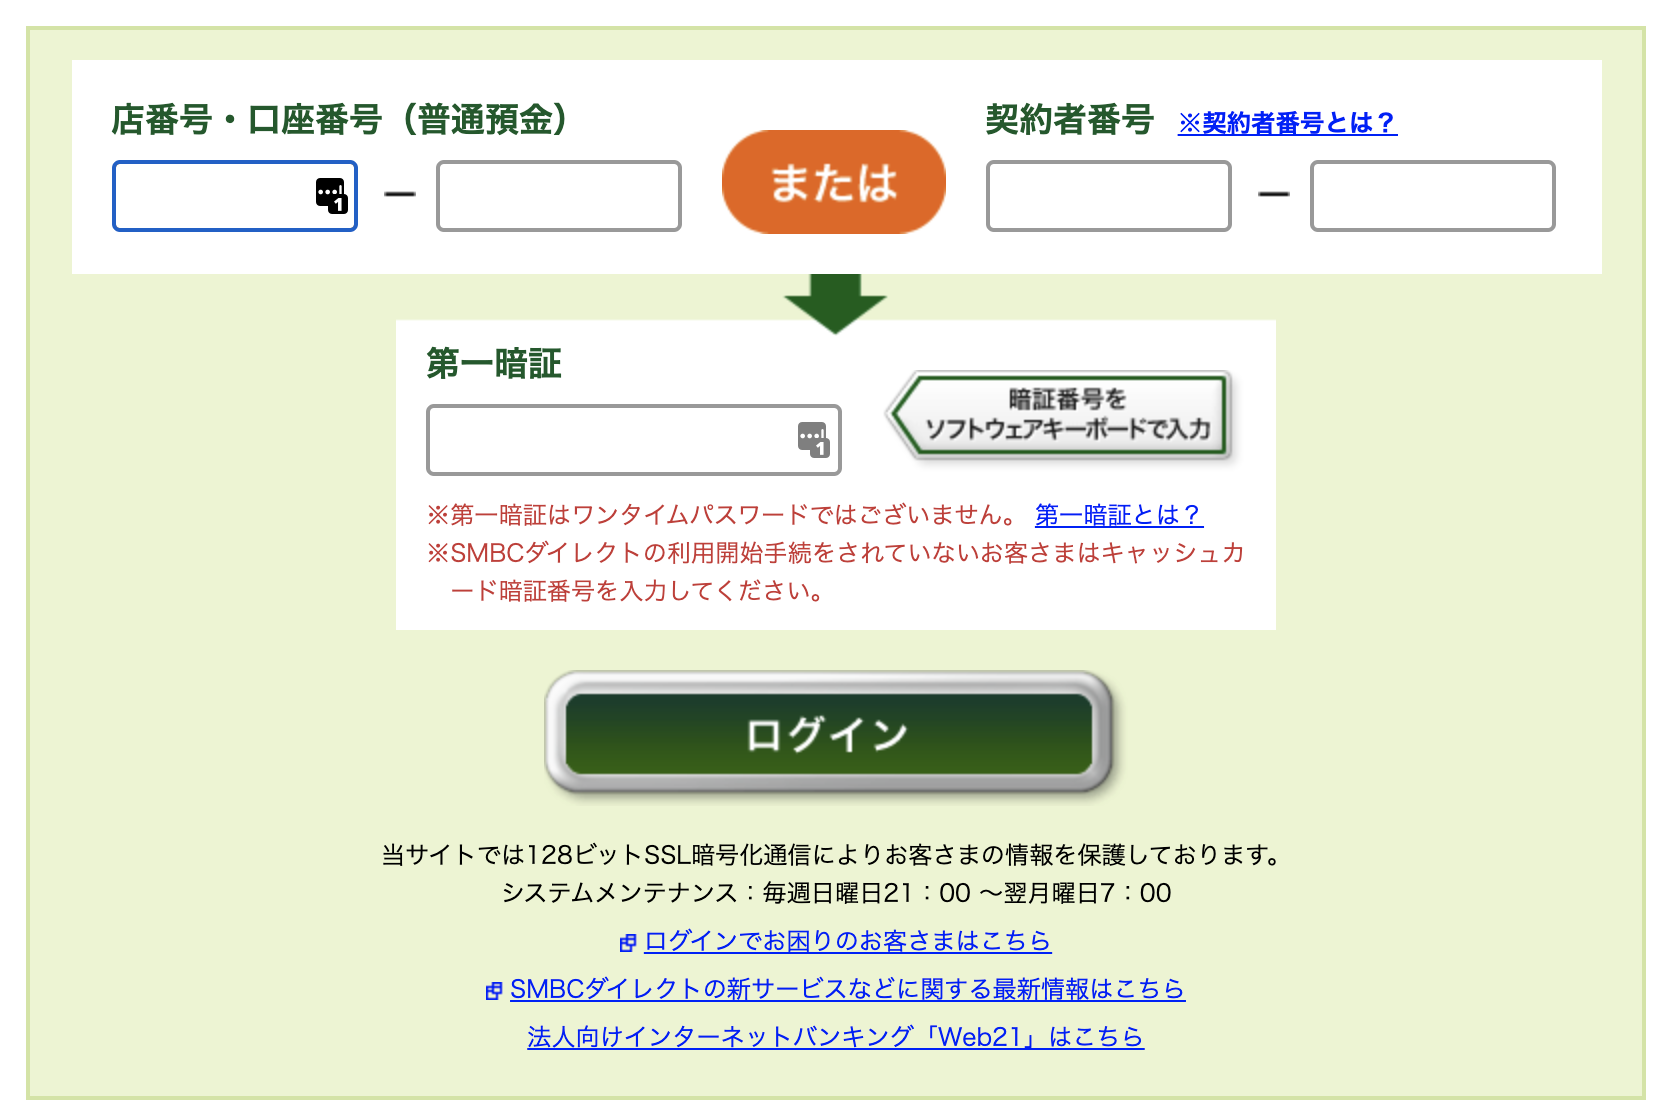 店番号・口座番号（普通預金）
契約者番号 ※契約者番号とは？
または
第一暗証
暗証番号を
ソフトウェアキーボードで入力
※第一暗証はワンタイムパスワードではございません。 第一暗証とは？
※SMBCダイレクトの利用開始手続をされていないお客さまはキャッシュカ
ード暗証番号を入力してください。
ログイン
当サイトでは128ビットSSL暗号化通信によりお客さまの情報を保護しております。
システムメンテナンス：毎週日曜日21：00 ～翌月曜日7：00
ログインでお困りのお客さまはこちら
SMBCダイレクトの新サービスなどに関する最新情報はこちら
法人向けインターネットバンキング「Web21」はこちら